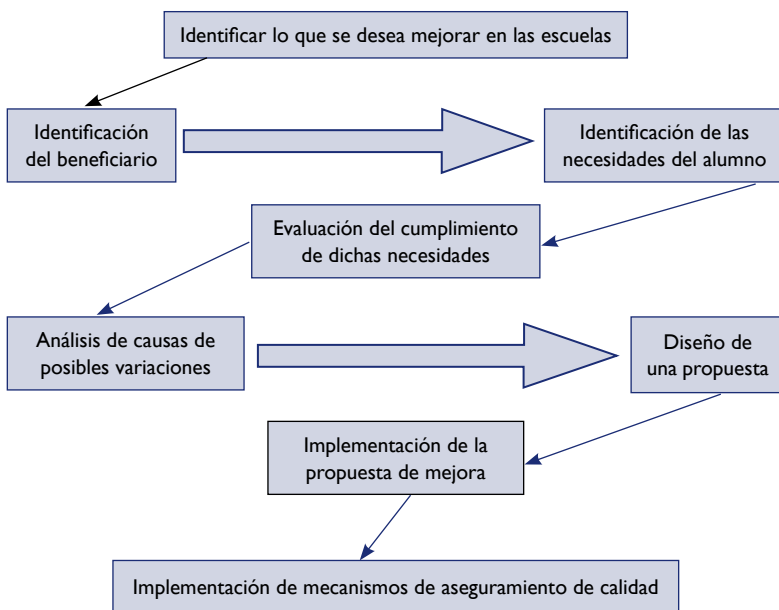 Identificar lo que se desea mejorar en las escuelas
Identificación
del beneficiario
Identificación de las
necesidades del alumno
Evaluación del cumplimiento
de dichas necesidades
Análisis de causas de
posibles variaciones
Diseño de
una propuesta
Implementación de la
propuesta de mejora
Implementación de mecanismos de aseguramiento de calidad